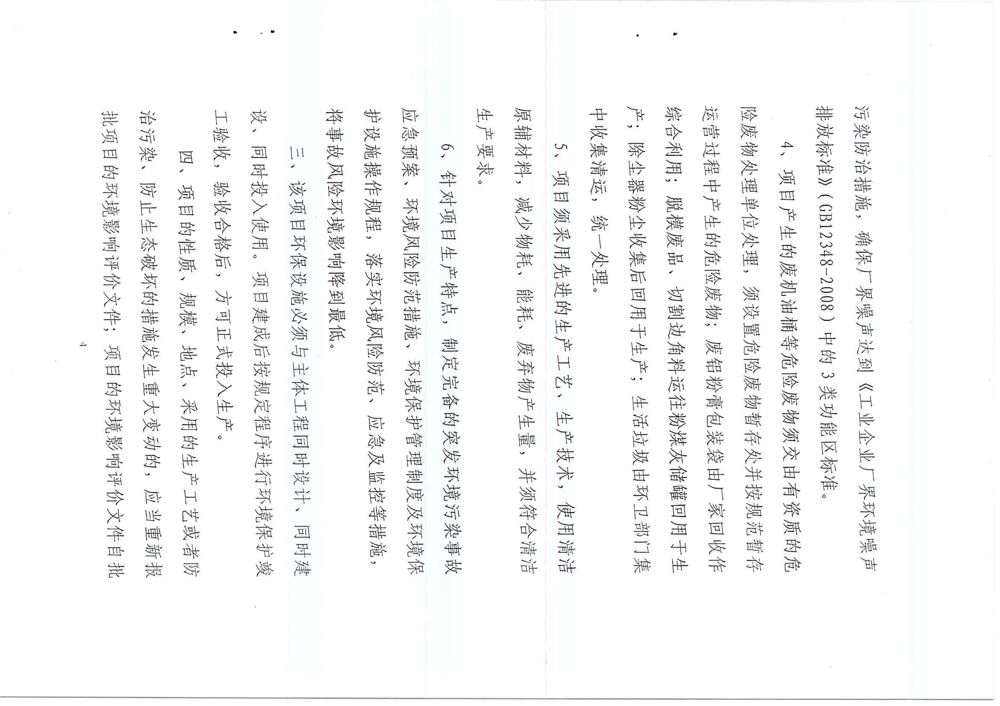 污染防治措施，确保厂界噪声达到《工业企业厂界环境噪声
排放标准》（GB12348-2008）中的 3 类功能区标准。
4、项目产生的废机油桶等危险废物须交由有资质的危
险废物处理单位处理，须设置危险废物暂存处并按规范暂存
运营过程中产生的危险废物；废铝粉膏包装袋由厂家回收作
综合利用；脱模废品、切割边角料运往粉煤灰储罐回用于生
产；除尘器粉尘收集后回用于生产；生活垃圾由环卫部门集
中收集清运，统一处理。
5、项目须采用先进的生产工艺、生产技术，使用清洁
原辅材料，减少物耗、能耗、废弃物产生量，并须符合清洁
生产要求。
6、针对项目生产特点，制定完备的突发环境污染事故
应急预案、环境风险防范措施、环境保护管理制度及环境保
护设施操作规程，落实环境风险防范、应急及监控等措施，
将事故风险环境影响降到最低。
三、该项目环保设施必须与主体工程同时设计、同时建
设、同时投入使用。项目建成后按规定程序进行环境保护竣
工验收，验收合格后，方可正式投入生产。
四、项目的性质、规模、地点、采用的生产工艺或者防
治污染、防止生态破坏的措施发生重大变动的，应当重新报
批项目的环境影响评价文件；项目的环境影响评价文件自批
4